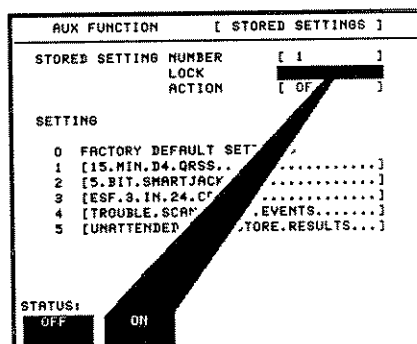 AUX FUNCTION [ STORED SETTINGS ]
STORED SETTING NUMBER [ 1 ]
LOCK
ACTION [ OF ]
SETTING
0 FACTORY DEFAULT
1 [15.MIN.D4.QRSS..............]
2 [5.BIT.SMARTJACK ..........]
3 [ESF.3.IN.24. ...........]
4 [TROUBLE.SCAN .EVENTS.......]
5 [UNATTENDED TORE.RESULTS...]
STATUS:
OFF ON